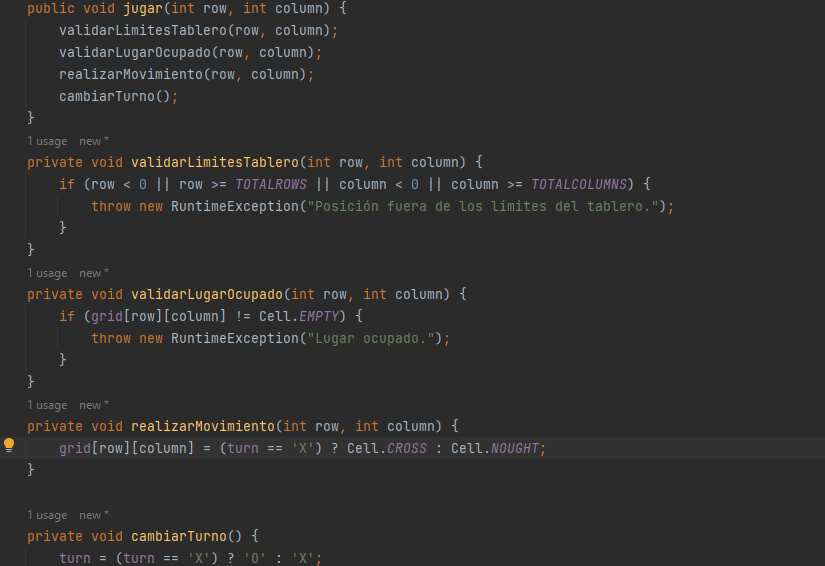 public void jugar(int row, int column) {
validarLimitesTablero(row, column);
validarLugarOcupado(row, column);
realizarMovimiento(row, column);
cambiarTurno();
}
1 usage new *
private void validarLimitesTablero(int row, int column) {
if (row < 0 || row >= TOTALROWS || column < 0 || column >= TOTALCOLUMNS) {
throw new RuntimeException("Posición fuera de los límites del tablero.");
}
}
1 usage new *
private void validarLugarOcupado(int row, int column) {
if (grid[row][column] != Cell.EMPTY) {
throw new RuntimeException("Lugar ocupado.");
}
}
1 usage new *
private void realizarMovimiento(int row, int column) {
grid[row][column] = (turn == 'X') ? Cell.CROSS : Cell.NOUGHT;
}
1 usage new *
private void cambiarTurno() {
turn = (turn == 'X') ? 'O' : 'X';